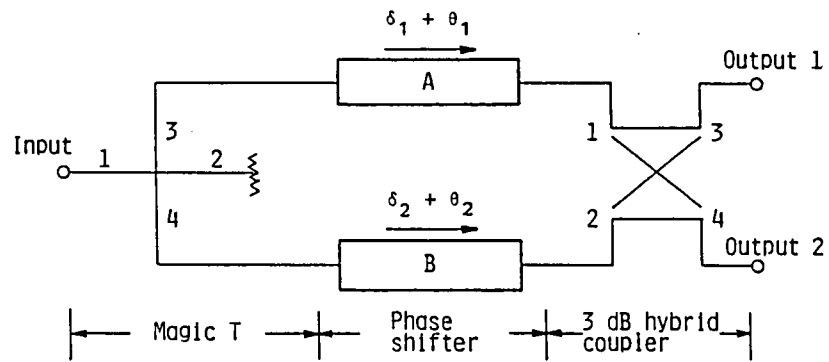 δ₁ + θ₁
A
Output 1
3
1
3
Input
1
2
4
δ₂ + θ₂
2
4
B
Output 2
Magic T
Phase shifter
3 dB hybrid coupler